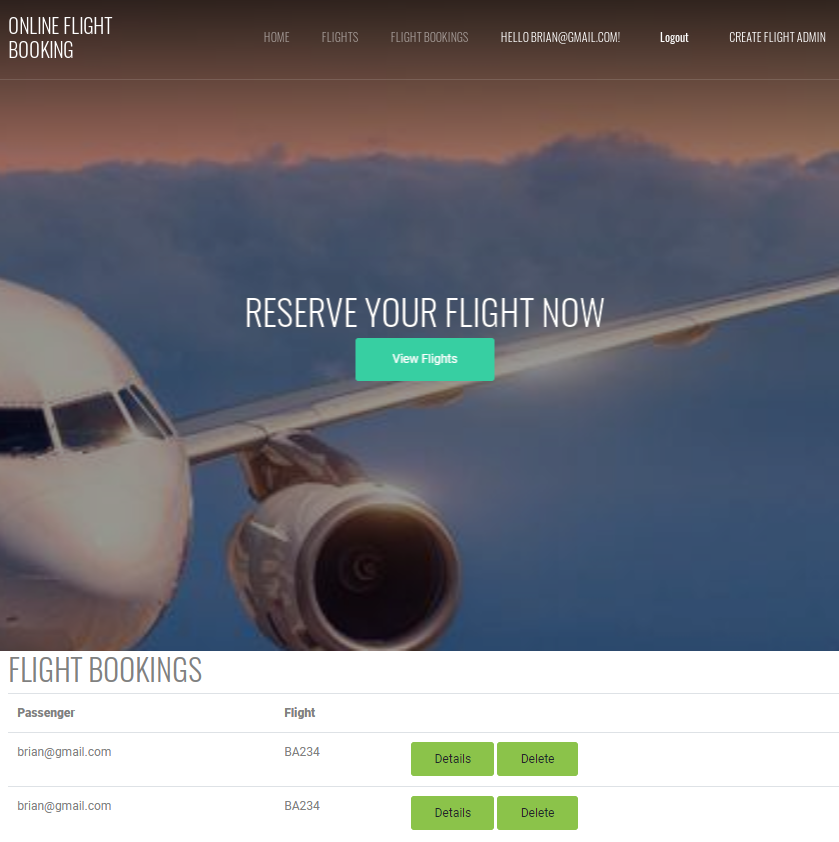 ONLINE FLIGHT
BOOKING
HOME FLIGHTS FLIGHT BOOKINGS HELLO BRIAN@GMAIL.COM! Logout CREATE FLIGHT ADMIN
RESERVE YOUR FLIGHT NOW
View Flights
FLIGHT BOOKINGS
Passenger Flight
brian@gmail.com BA234 Details Delete
brian@gmail.com BA234 Details Delete